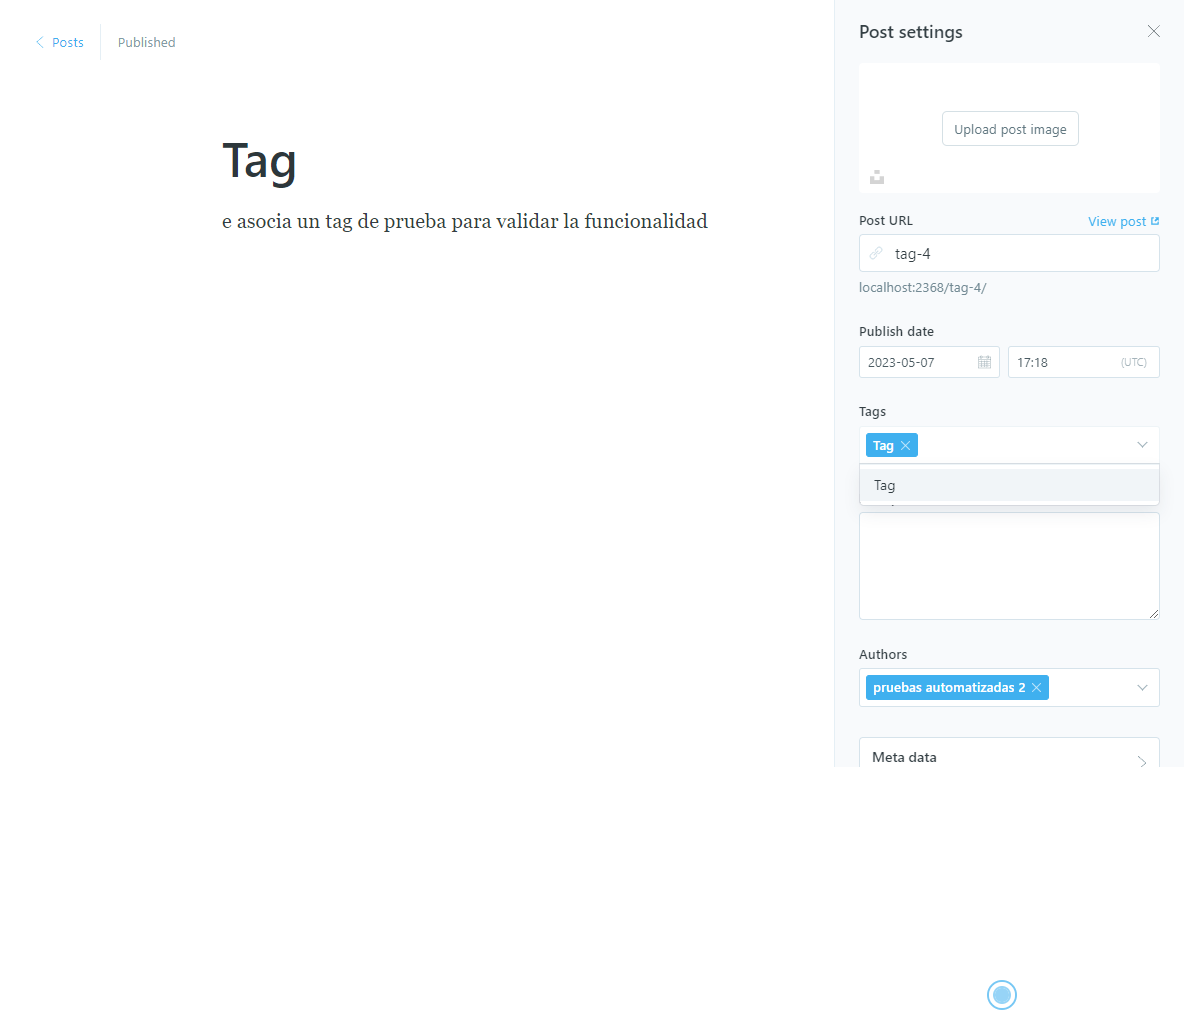 Posts
Published
Tag
e asocia un tag de prueba para validar la funcionalidad
Post settings
Upload post image
Post URL
View post
tag-4
localhost:2368/tag-4/
Publish date
2023-05-07
17:18
(UTC)
Tags
Tag
Tag
Authors
pruebas automatizadas 2
Meta data